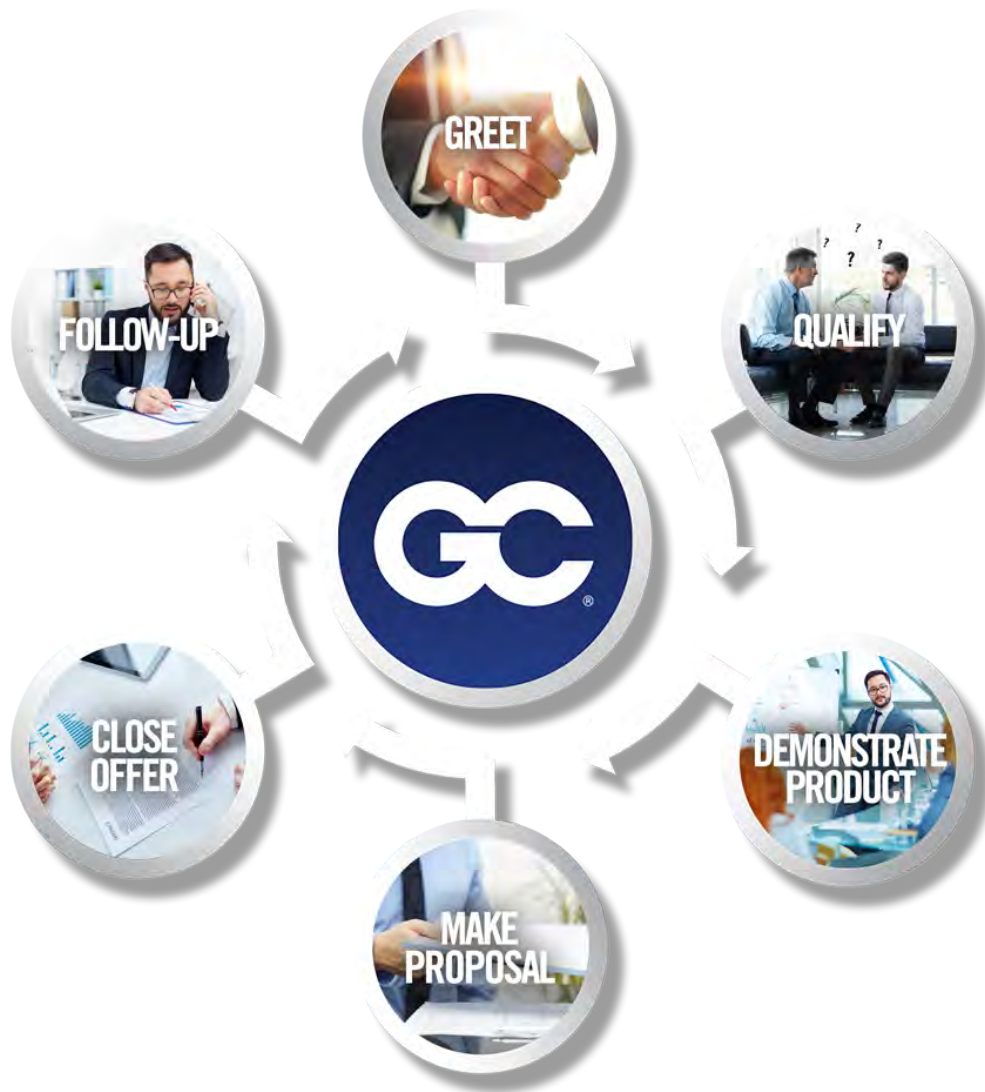 GREET
? ? ? ?
QUALIFY
DEMONSTRATE
PRODUCT
MAKE
PROPOSAL
CLOSE
OFFER
FOLLOW-UP
GC
®